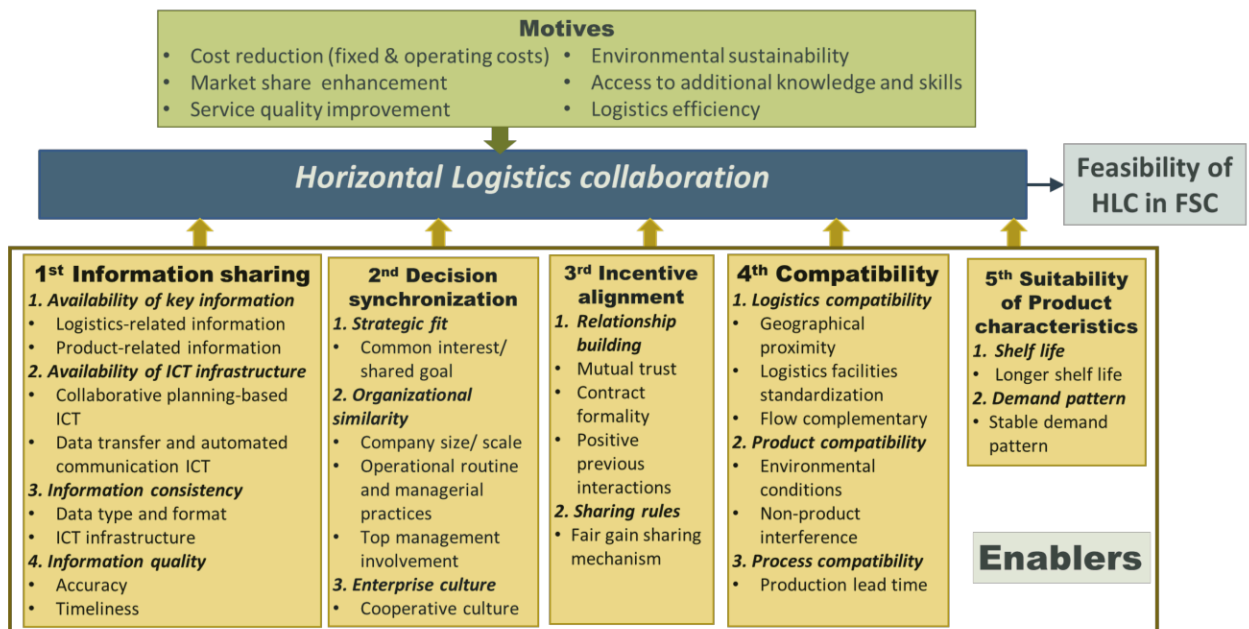 Motives
• Cost reduction (fixed & operating costs)
• Market share enhancement
• Service quality improvement
• Environmental sustainability
• Access to additional knowledge and skills
• Logistics efficiency
Horizontal Logistics collaboration
Feasibility of
HLC in FSC
1st Information sharing
1. Availability of key information
• Logistics-related information
• Product-related information
2. Availability of ICT infrastructure
• Collaborative planning-based
ICT
• Data transfer and automated
communication ICT
3. Information consistency
• Data type and format
• ICT infrastructure
4. Information quality
• Accuracy
• Timeliness
2nd Decision
synchronization
1. Strategic fit
• Common interest/
shared goal
2. Organizational
similarity
• Company size/ scale
• Operational routine
and managerial
practices
• Top management
involvement
3. Enterprise culture
• Cooperative culture
3rd Incentive
alignment
1. Relationship
building
• Mutual trust
• Contract
formality
• Positive
previous
interactions
2. Sharing rules
• Fair gain sharing
mechanism
4th Compatibility
1. Logistics compatibility
• Geographical
proximity
• Logistics facilities
standardization
• Flow complementary
2. Product compatibility
• Environmental
conditions
• Non-product
interference
3. Process compatibility
• Production lead time
5th Suitability
of Product
characteristics
1. Shelf life
• Longer shelf life
2. Demand pattern
• Stable demand
pattern
Enablers